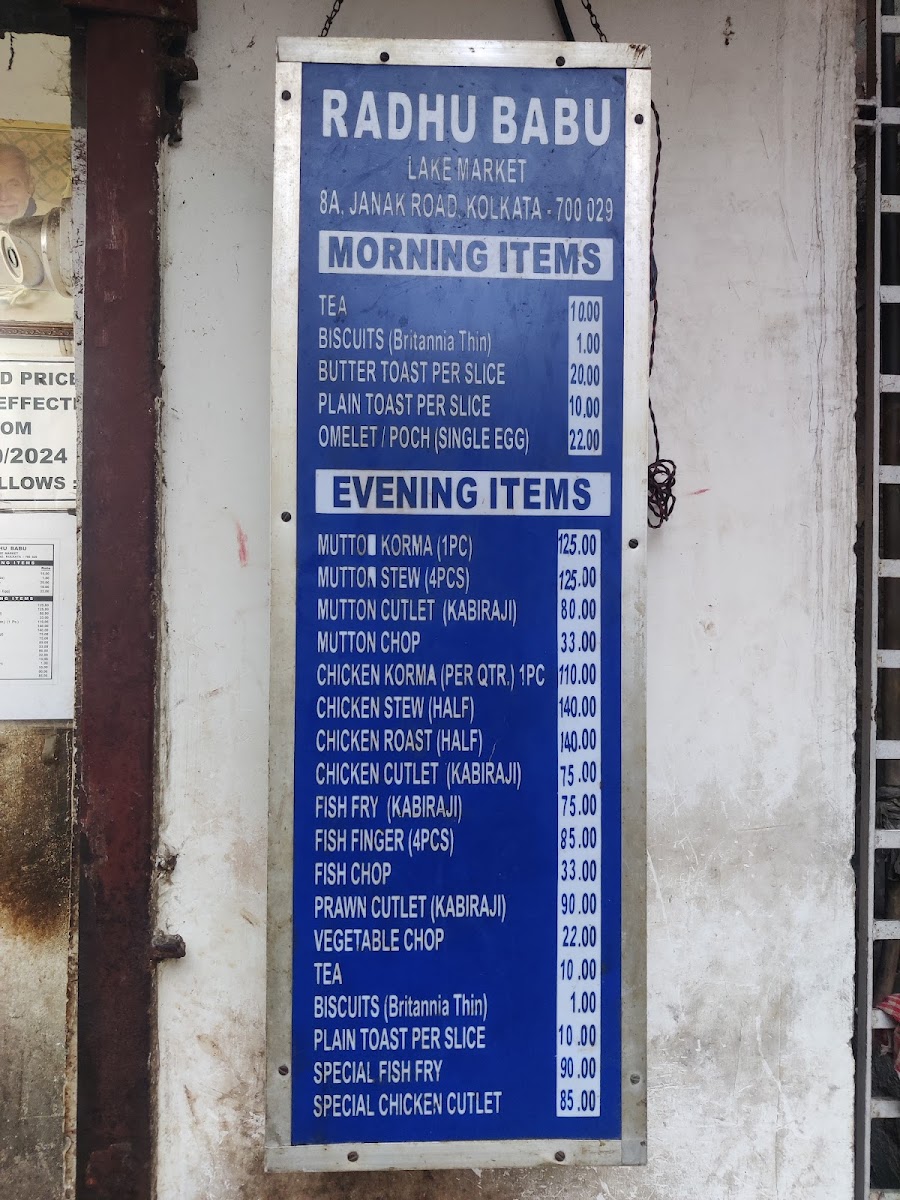 RADHU BABU
LAKE MARKET
8A, JANAK ROAD, KOLKATA - 700 029
MORNING ITEMS
TEA 10.00
BISCUITS (Britannia Thin) 1.00
BUTTER TOAST PER SLICE 20.00
PLAIN TOAST PER SLICE 10.00
OMELET / POCH (SINGLE EGG) 22.00
EVENING ITEMS
MUTTON KORMA (1PC) 125.00
MUTTON STEW (4PCS) 125.00
MUTTON CUTLET (KABIRAJI) 80.00
MUTTON CHOP 33.00
CHICKEN KORMA (PER QTR.) 1PC 110.00
CHICKEN STEW (HALF) 140.00
CHICKEN ROAST (HALF) 140.00
CHICKEN CUTLET (KABIRAJI) 75.00
FISH FRY (KABIRAJI) 75.00
FISH FINGER (4PCS) 85.00
FISH CHOP 33.00
PRAWN CUTLET (KABIRAJI) 90.00
VEGETABLE CHOP 22.00
TEA 10.00
BISCUITS (Britannia Thin) 1.00
PLAIN TOAST PER SLICE 10.00
SPECIAL FISH FRY 90.00
SPECIAL CHICKEN CUTLET 85.00
D PRICE
EFFECTI
OM
0/2024
LLOWS :
HU BABU